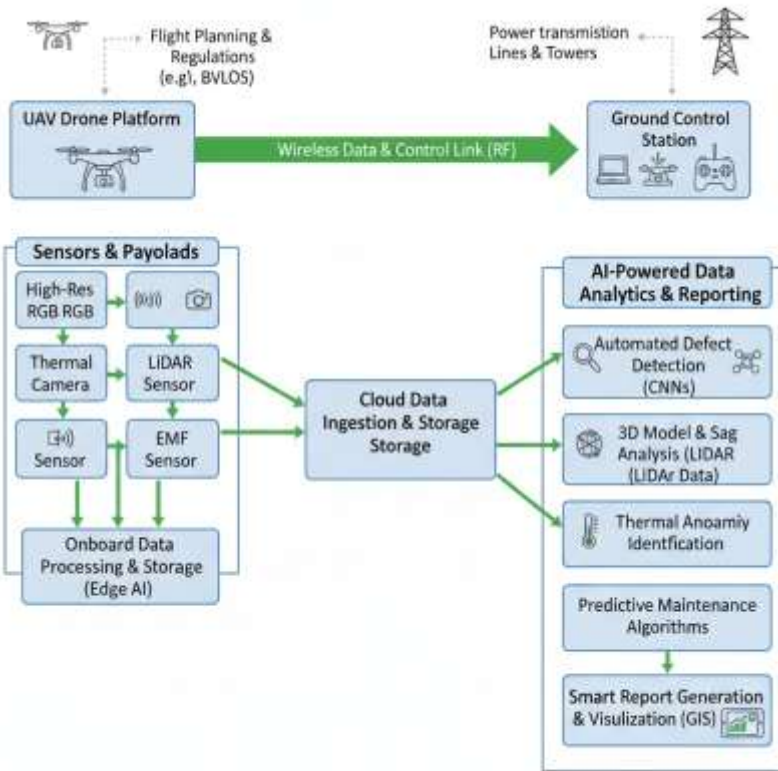 Flight Planning &
Regulations
(e.g), BVLOS)
Power transmistion
Lines & Towers
UAV Drone Platform
Wireless Data & Control Link (RF)
Ground Control
Station
Sensors & Payolads
High-Res
RGB RGB
Thermal
Camera
LiDAR
Sensor
Sensor
EMF
Sensor
Onboard Data
Processing & Storage
(Edge AI)
Cloud Data
Ingestion & Storage
Storage
AI-Powered Data
Analytics & Reporting
Automated Defect
Detection
(CNNs)
3D Model & Sag
Analysis (LIDAR
(LiDAr Data)
Thermal Anoamiy
Identfication
Predictive Maintenance
Algorithms
Smart Report Generation
& Visulization (GIS)